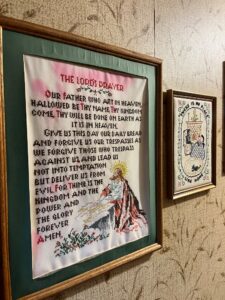 THE LORD'S PRAYER
OUR FATHER WHO ART IN HEAVEN,
HALLOWED BE THY NAME. THY KINGDOM
COME, THY WILL BE DONE ON EARTH AS
IT IS IN HEAVEN.
GIVE US THIS DAY OUR DAILY BREAD
AND FORGIVE US OUR TRESPASSES AS
WE FORGIVE THOSE WHO TRESPASS
AGAINST US, AND LEAD US
NOT INTO TEMPTATION
BUT DELIVER US FROM
EVIL. FOR THINE IS THE
KINGDOM AND THE
POWER AND
THE GLORY
FOREVER
AMEN.